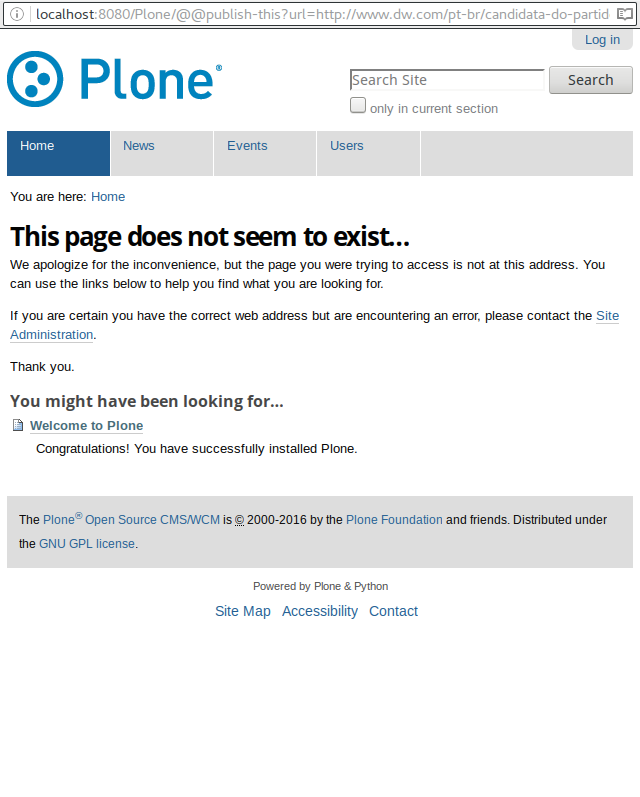 localhost:8080/Plone/@@publish-this?url=http://www.dw.com/pt-br/candidata-do-partid
Log in
Plone®
Search Site
Search
only in current section
Home
News
Events
Users
You are here: Home
This page does not seem to exist…
We apologize for the inconvenience, but the page you were trying to access is not at this address. You
can use the links below to help you find what you are looking for.
If you are certain you have the correct web address but are encountering an error, please contact the Site
Administration.
Thank you.
You might have been looking for…
Welcome to Plone
Congratulations! You have successfully installed Plone.
The Plone® Open Source CMS/WCM is © 2000-2016 by the Plone Foundation and friends. Distributed under
the GNU GPL license.
Powered by Plone & Python
Site Map Accessibility Contact